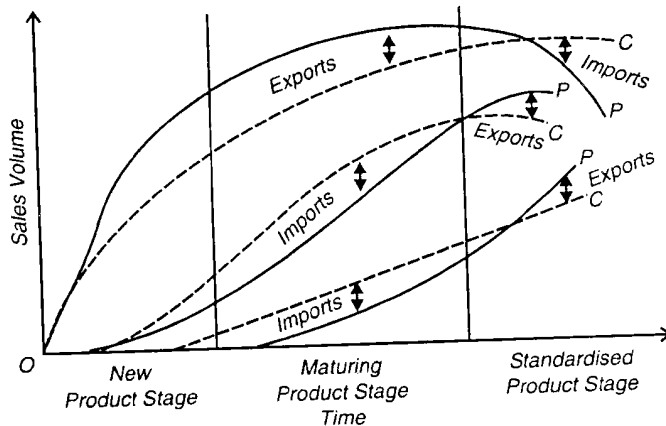 Exports
C
Imports
P
P
Exports
C
P
Exports
C
Imports
Imports
Sales Volume
O
New
Product Stage
Maturing
Product Stage
Time
Standardised
Product Stage